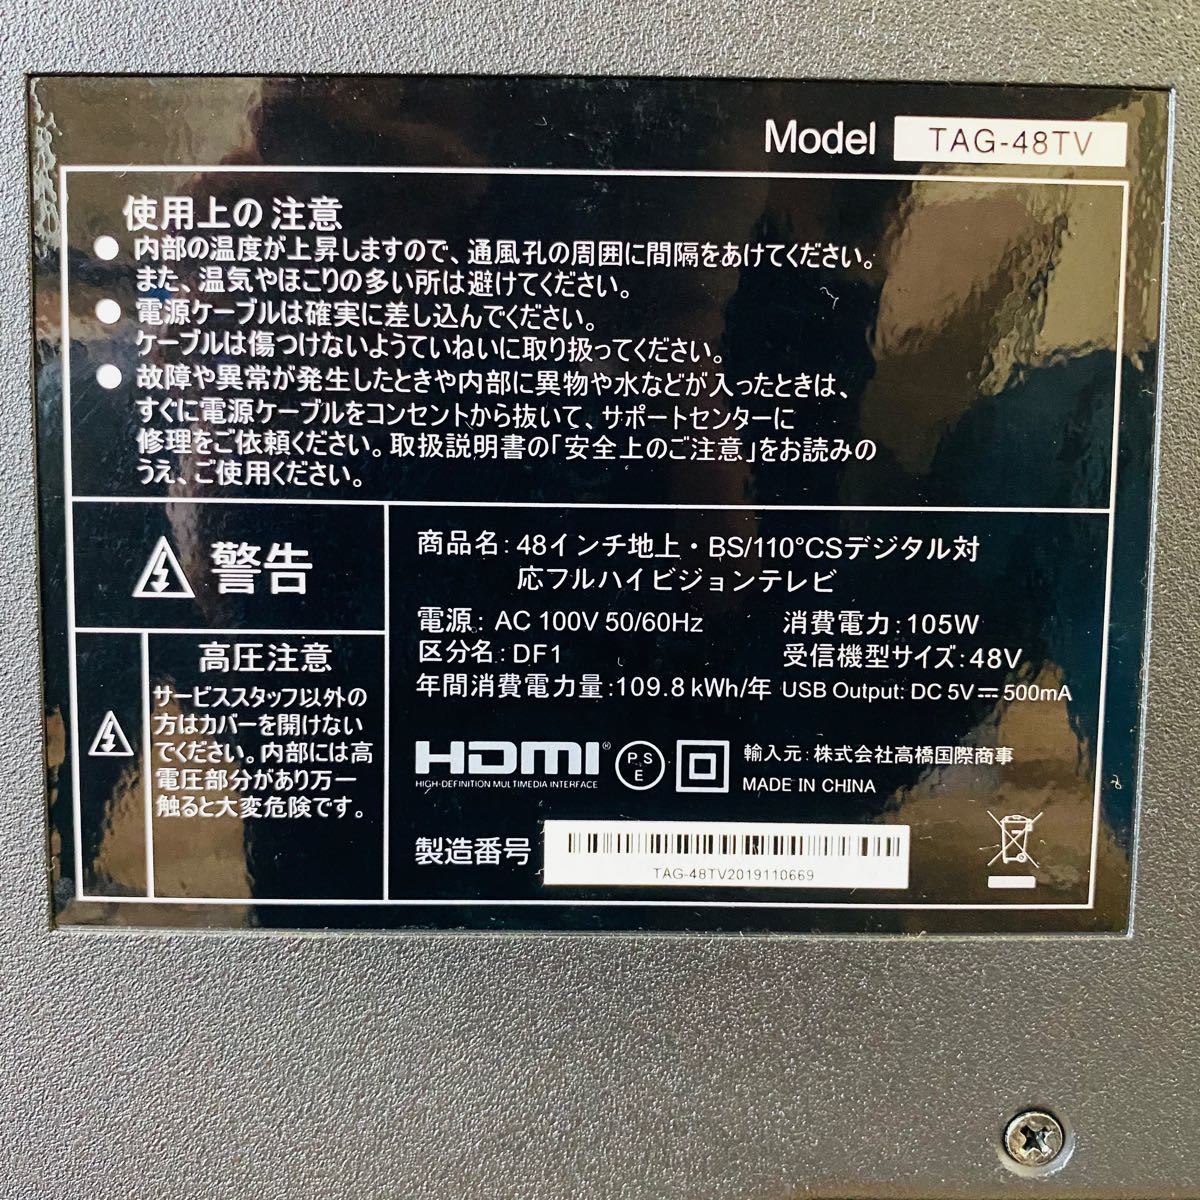 Model TAG-48TV
使用上の注意
● 内部の温度が上昇しますので、通風孔の周囲に間隔をあけてください。
また、温気やほこりの多い所は避けてください。
● 電源ケーブルは確実に差し込んでください。
ケーブルは傷つけないようていねいに取り扱ってください。
● 故障や異常が発生したときや内部に異物や水などが入ったときは、
すぐに電源ケーブルをコンセントから抜いて、サポートセンターに
修理をご依頼ください。取扱説明書の「安全上のご注意」をお読みの
うえ、ご使用ください。
警告
高圧注意
サービススタッフ以外の
方はカバーを開けない
でください。内部には高
電圧部分があり万一
触ると大変危険です。
商品名：48インチ地上・BS/110°CSデジタル対
応フルハイビジョンテレビ
電源：AC 100V 50/60Hz 消費電力：105W
区分名：DF1 受信機型サイズ：48V
年間消費電力量：109.8kWh/年 USB Output: DC 5V⎓500mA
HDMI®
HIGH-DEFINITION MULTIMEDIA INTERFACE
PSE
輸入元：株式会社高橋国際商事
MADE IN CHINA
製造番号
TAG-48TV2019110669